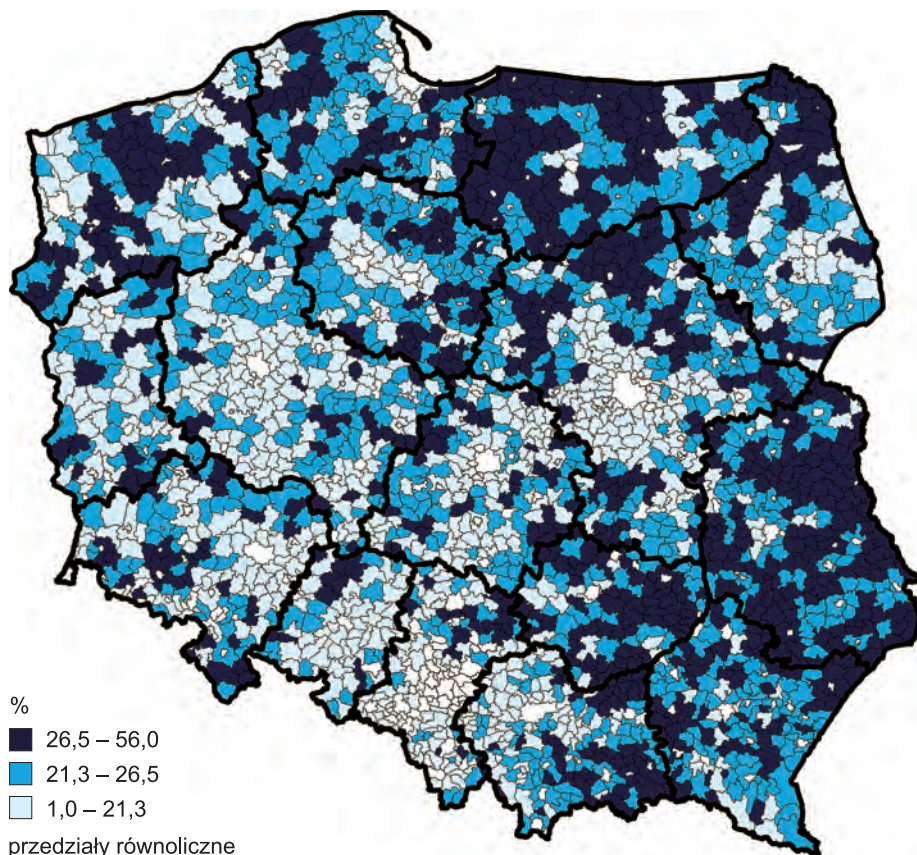 %
26,5 – 56,0
21,3 – 26,5
1,0 – 21,3
przedziały równoliczne